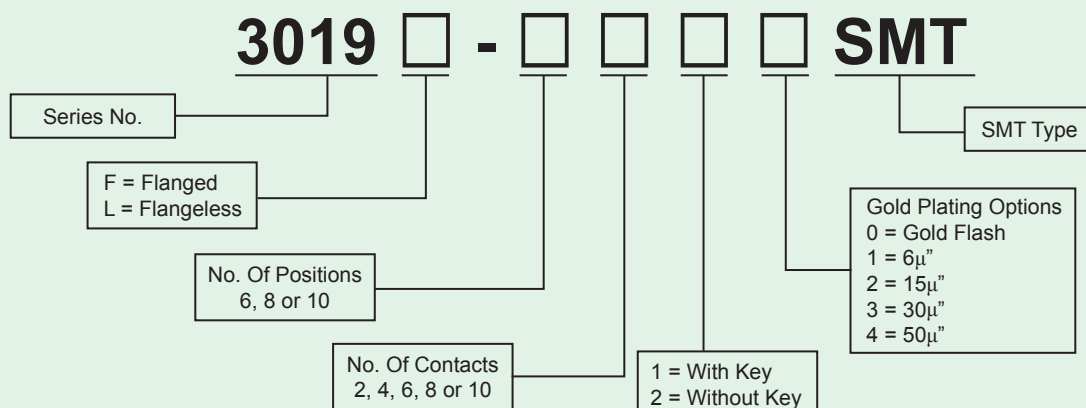 3019 - SMT
Series No.
SMT Type
F = Flanged
L = Flangeless
Gold Plating Options
0 = Gold Flash
1 = 6μ”
2 = 15μ”
3 = 30μ”
4 = 50μ”
No. Of Positions
6, 8 or 10
No. Of Contacts
2, 4, 6, 8 or 10
1 = With Key
2 = Without Key